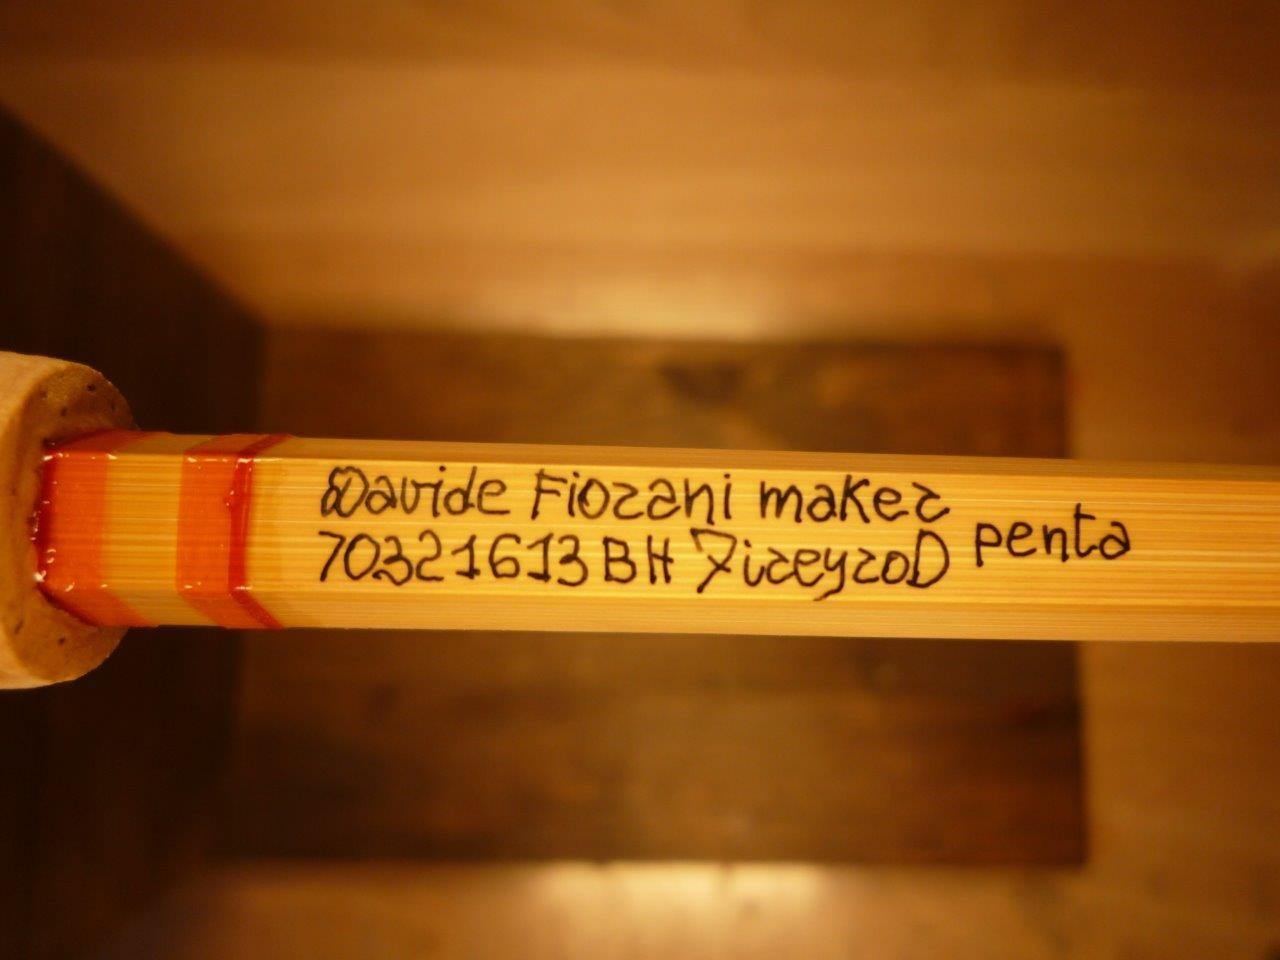 Davide Fiorani maker
70321613 BH FireyroD
penta